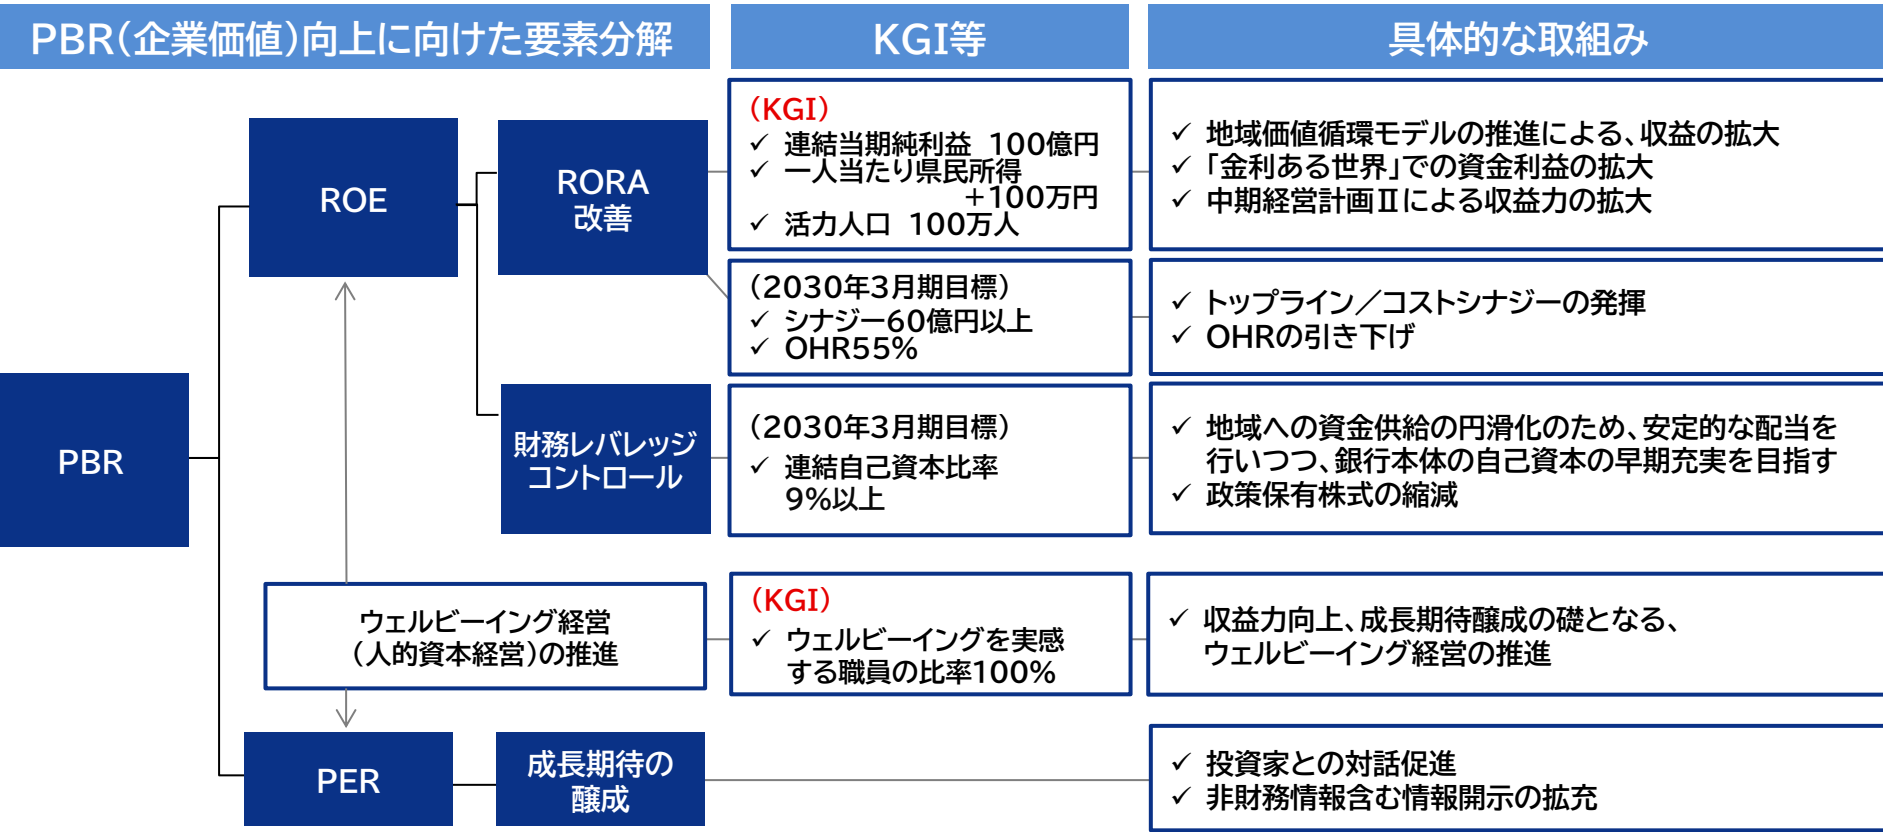 PBR(企業価値)向上に向けた要素分解
KGI等
具体的な取組み
PBR
ROE
RORA
改善
(KGI)
✓ 連結当期純利益 100億円
✓ 一人当たり県民所得
+100万円
✓ 活力人口 100万人
✓ 地域価値循環モデルの推進による、収益の拡大
✓ 「金利ある世界」での資金利益の拡大
✓ 中期経営計画Ⅱによる収益力の拡大
(2030年3月期目標)
✓ シナジー60億円以上
✓ OHR55%
✓ トップライン/コストシナジーの発揮
✓ OHRの引き下げ
財務レバレッジ
コントロール
(2030年3月期目標)
✓ 連結自己資本比率
9%以上
✓ 地域への資金供給の円滑化のため、安定的な配当を
行いつつ、銀行本体の自己資本の早期充実を目指す
✓ 政策保有株式の縮減
ウェルビーイング経営
(人的資本経営)の推進
(KGI)
✓ ウェルビーイングを実感
する職員の比率100%
✓ 収益力向上、成長期待醸成の礎となる、
ウェルビーイング経営の推進
PER
成長期待の
醸成
✓ 投資家との対話促進
✓ 非財務情報含む情報開示の拡充